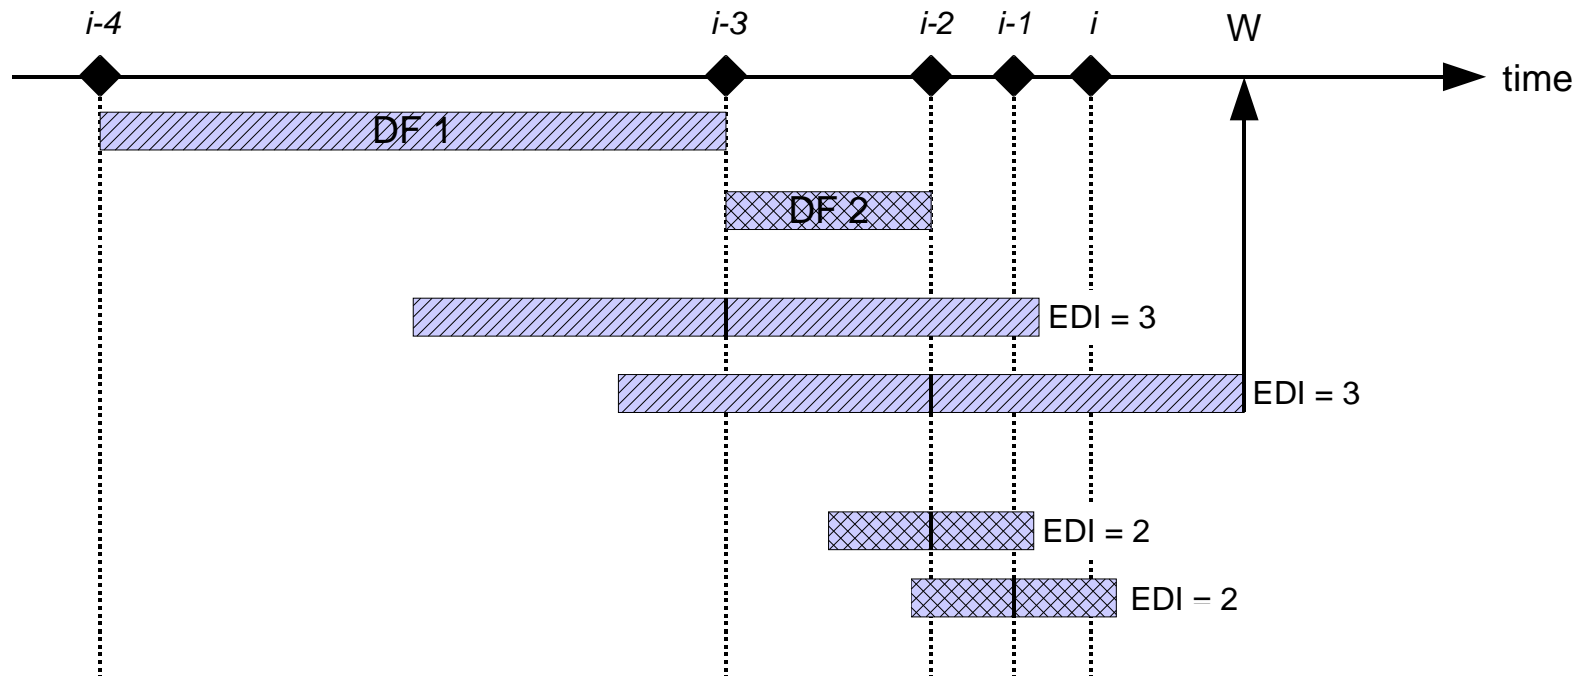 i-4 i-3 i-2 i-1 i W
time
DF 1
DF 2
EDI = 3
EDI = 3
EDI = 2
EDI = 2